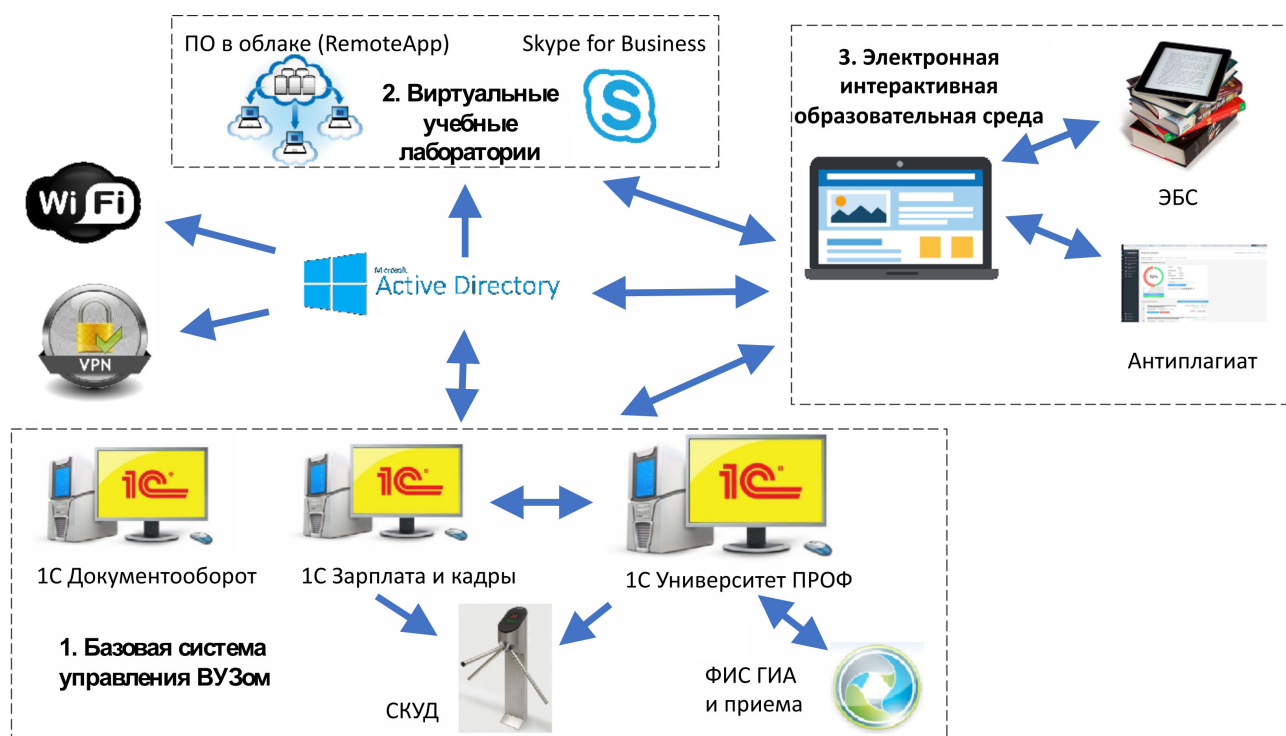 ПО в облаке (RemoteApp)
Skype for Business
2. Виртуальные
учебные
лаборатории
S
3. Электронная
интерактивная
образовательная среда
ЭБС
Антиплагиат
Wi Fi
VPN
Microsoft
Active Directory
1С
1С
1С
1С Документооборот
1С Зарплата и кадры
1С Университет ПРОФ
1. Базовая система
управления ВУЗом
СКУД
ФИС ГИА
и приема